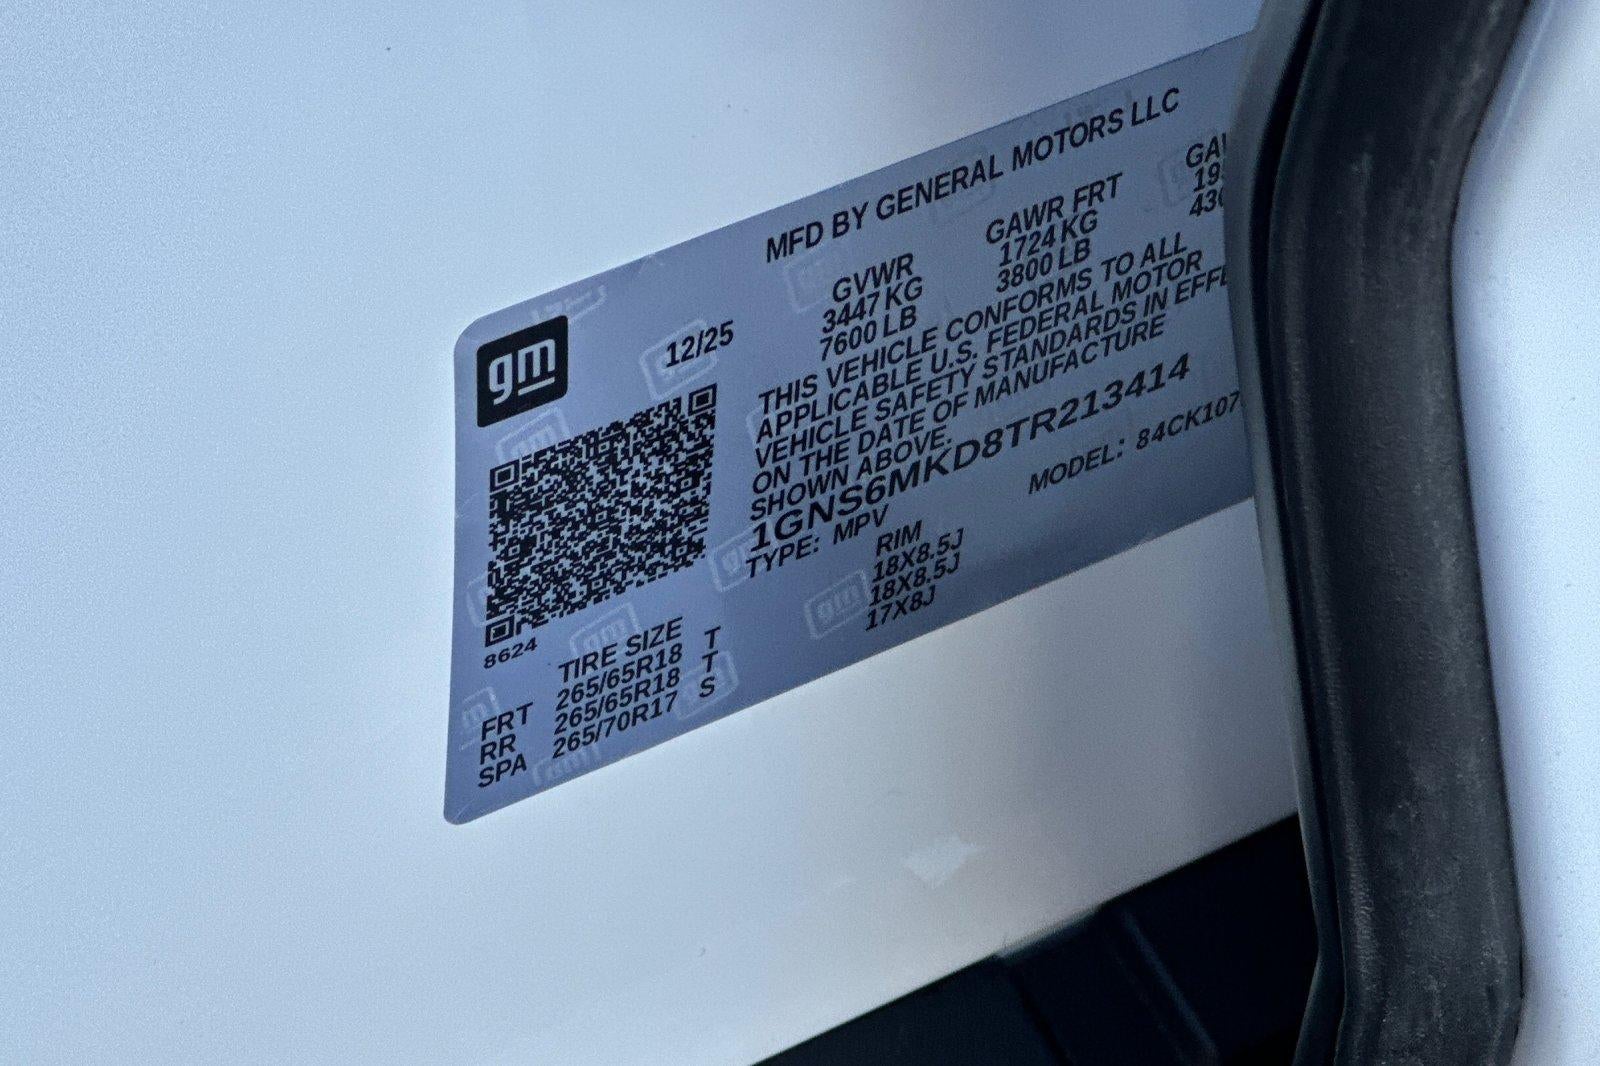 MFD BY GENERAL MOTORS LLC
gm
12/25
GVWR GAWR FRT
3447 KG 1724 KG
7600 LB 3800 LB
THIS VEHICLE CONFORMS TO ALL
APPLICABLE U.S. FEDERAL MOTOR
VEHICLE SAFETY STANDARDS IN
ON THE DATE OF MANUFACTURE
SHOWN ABOVE.
1GNS6MKD8TR213414
TYPE: MPV MODEL: 84CK107
8624
TIRE SIZE RIM
FRT 265/65R18 T 18X8.5J
RR 265/65R18 T 18X8.5J
SPA 265/70R17 S 17X8J